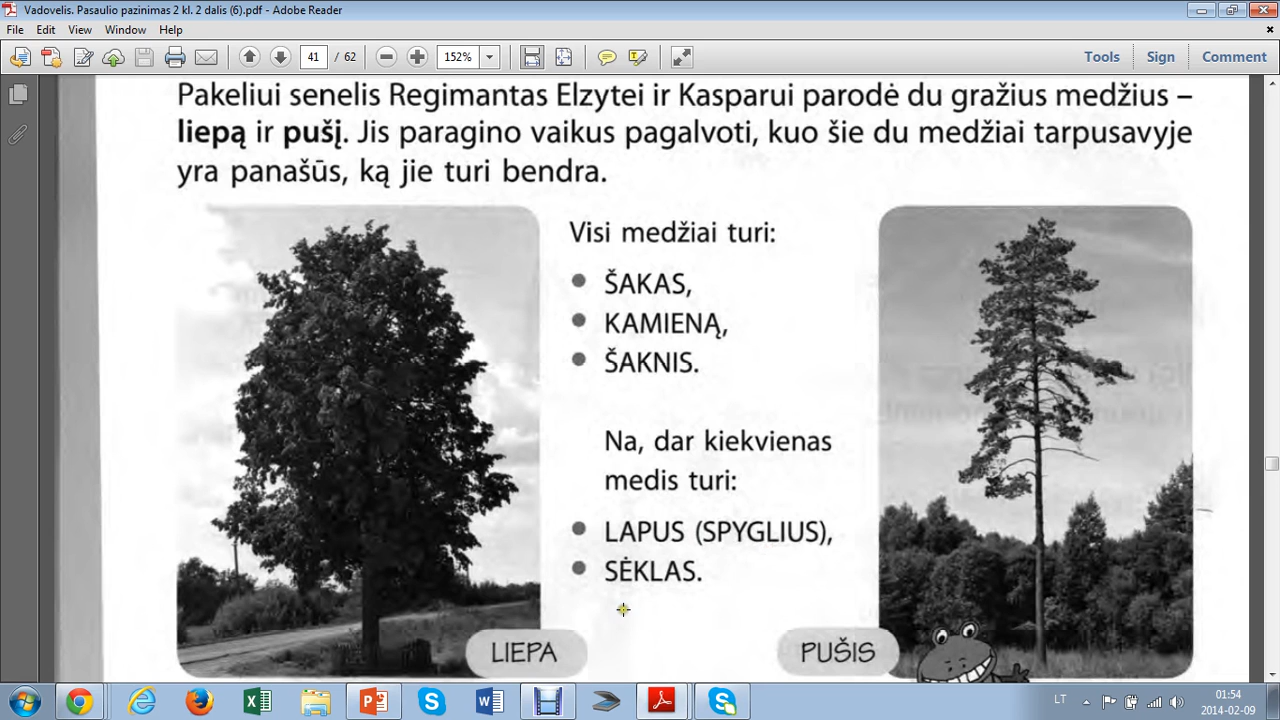 Vadovelis. Pasaulio pazinimas 2 kl. 2 dalis (6).pdf - Adobe Reader
File Edit View Window Help
41 / 62 152% Tools Sign Comment
Pakeliui senelis Regimantas Elzytei ir Kasparui parodė du gražius medžius –
liepą ir pušį. Jis paragino vaikus pagalvoti, kuo šie du medžiai tarpusavyje
yra panašūs, ką jie turi bendra.
Visi medžiai turi:
• ŠAKAS,
• KAMIENĄ,
• ŠAKNIS.
Na, dar kiekvienas
medis turi:
• LAPUS (SPYGLIUS),
• SĖKLAS.
LIEPA
PUŠIS
LT
01:54
2014-02-09